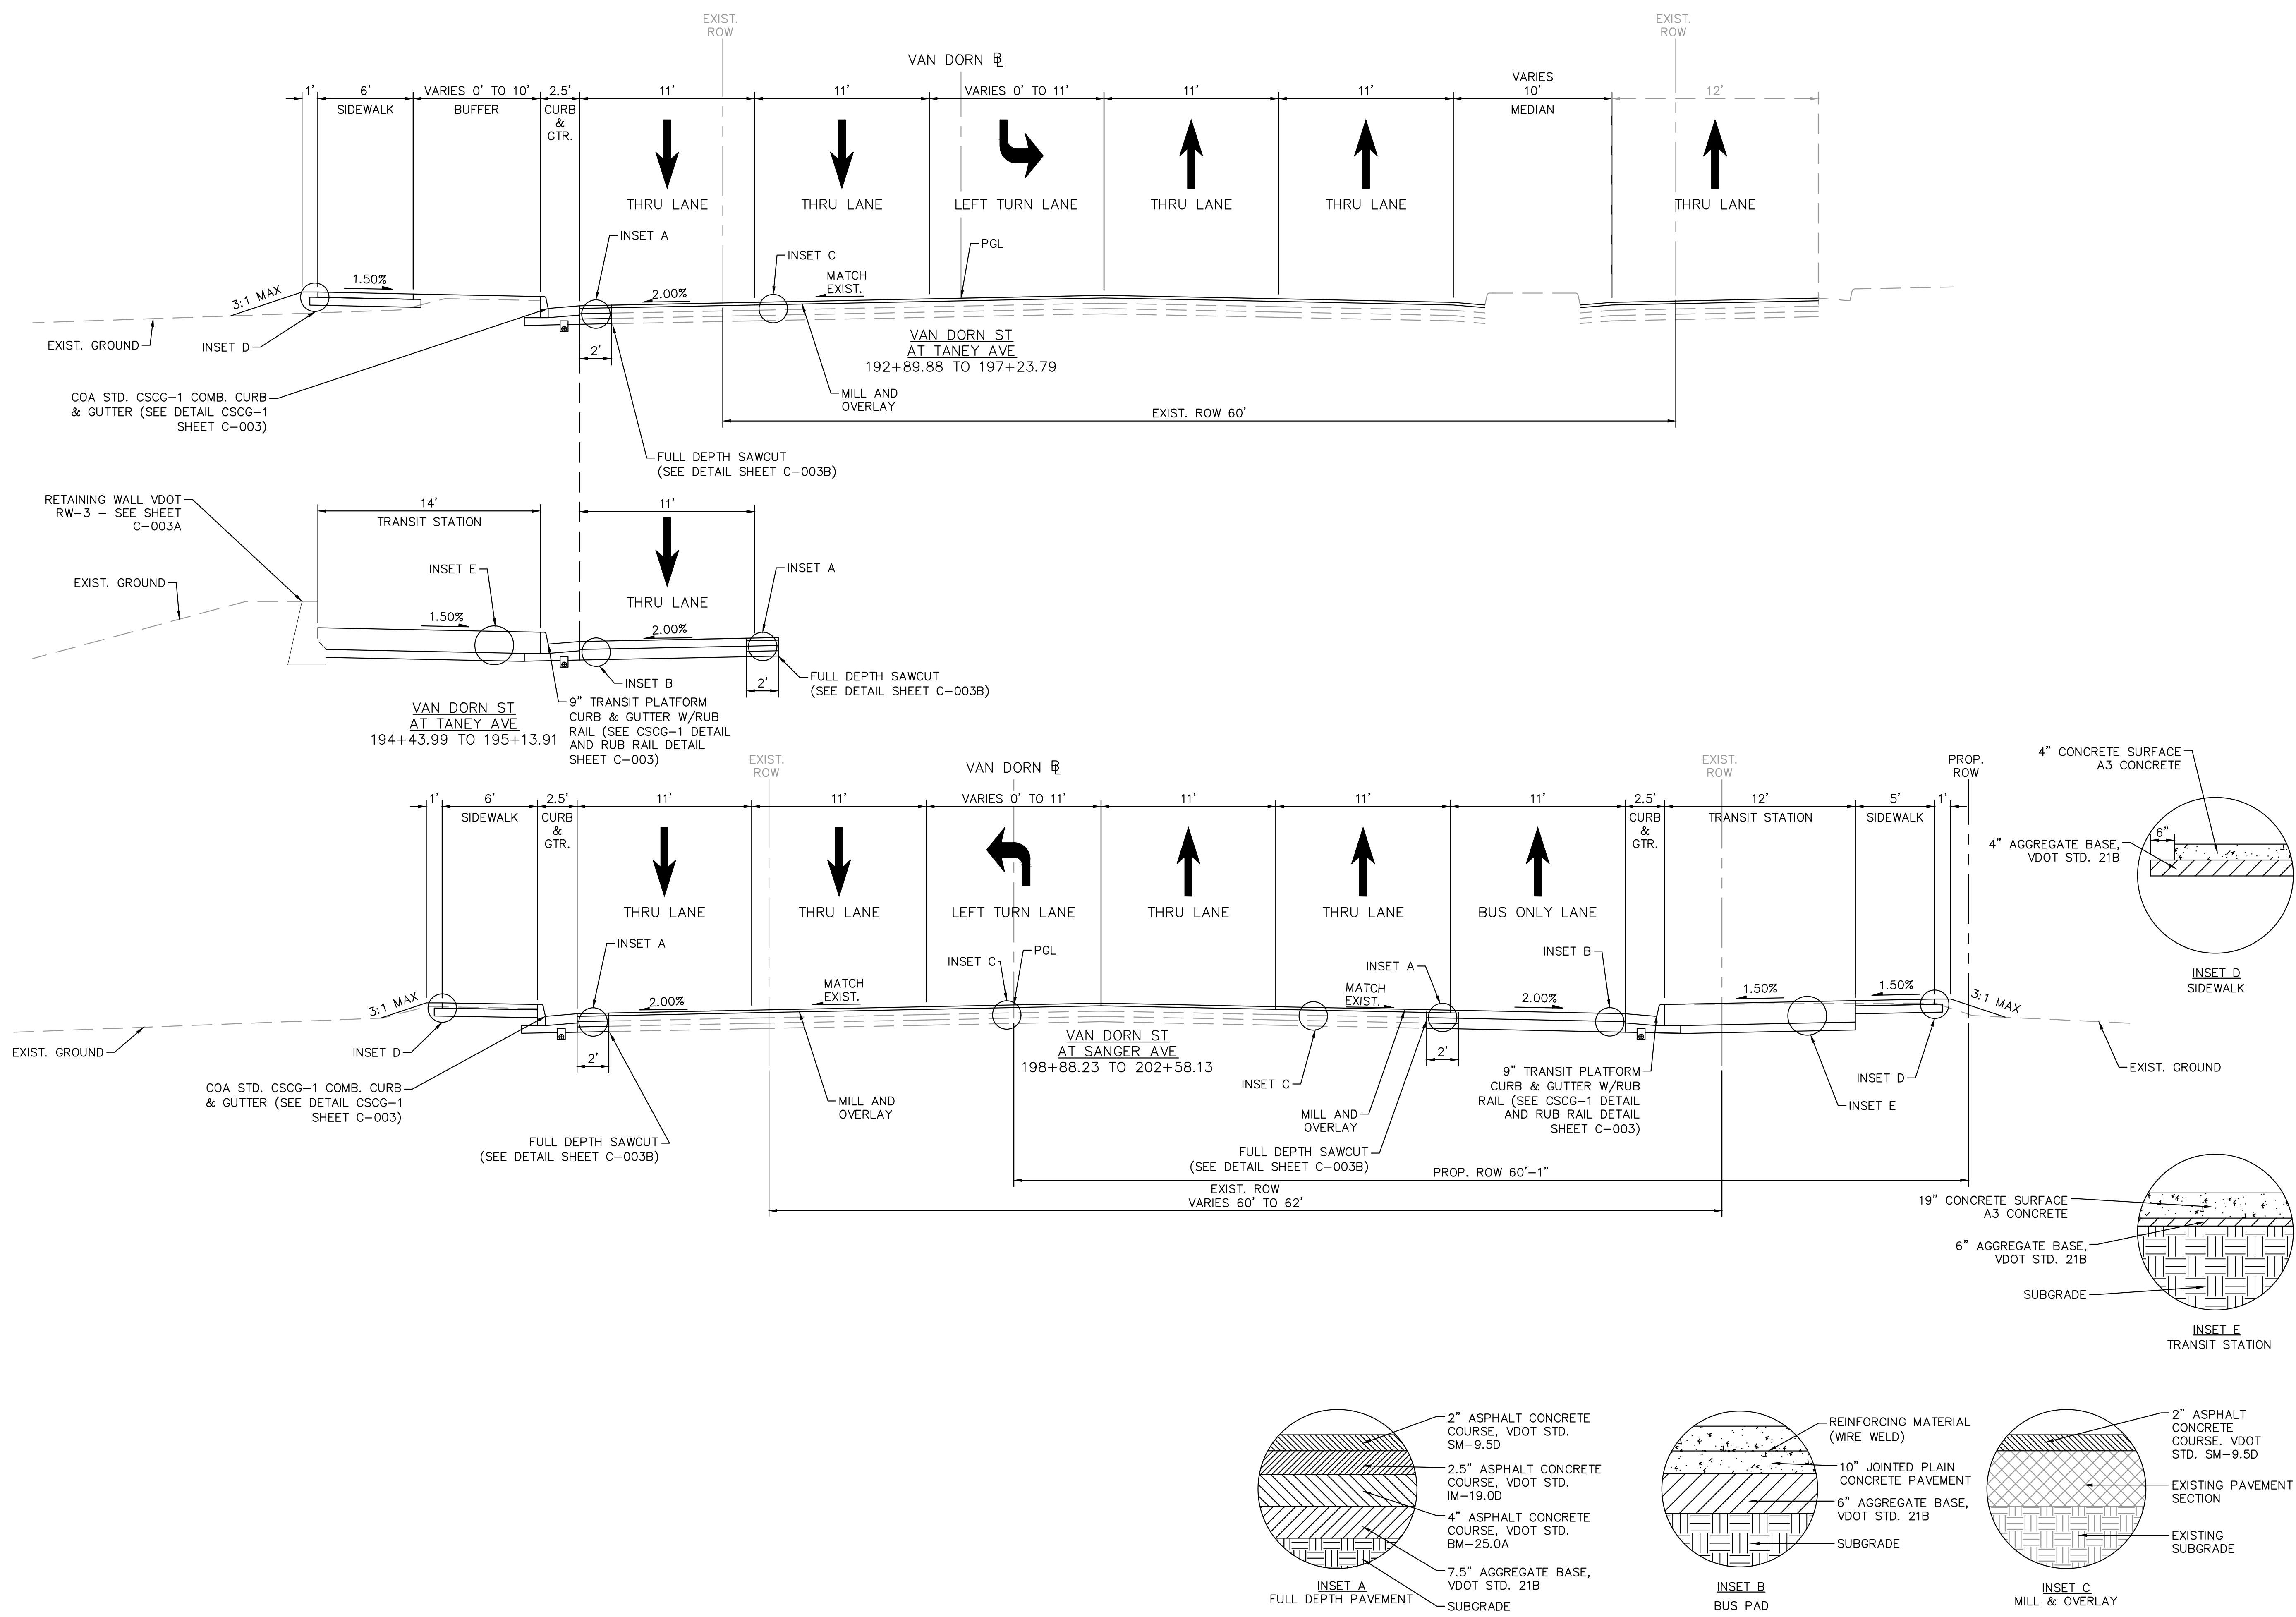 EXIST.
ROW
EXIST.
ROW
VAN DORN BL
1'
6'
VARIES 0' TO 10'
2.5'
11'
11'
VARIES 0' TO 11'
11'
11'
VARIES
10'
12'
SIDEWALK
BUFFER
CURB
&
GTR.
MEDIAN
THRU LANE
THRU LANE
LEFT TURN LANE
THRU LANE
THRU LANE
THRU LANE
INSET A
PGL
INSET C
MATCH
EXIST.
3:1 MAX
1.50%
2.00%
EXIST. GROUND
INSET D
2'
VAN DORN ST
AT TANEY AVE
192+89.88 TO 197+23.79
COA STD. CSCG-1 COMB. CURB
& GUTTER (SEE DETAIL CSCG-1
SHEET C-003)
MILL AND
OVERLAY
EXIST. ROW 60'
FULL DEPTH SAWCUT
(SEE DETAIL SHEET C-003B)
RETAINING WALL VDOT
RW-3 - SEE SHEET
C-003A
14'
TRANSIT STATION
11'
EXIST. GROUND
INSET E
INSET A
THRU LANE
1.50%
2.00%
INSET B
2'
FULL DEPTH SAWCUT
(SEE DETAIL SHEET C-003B)
VAN DORN ST
AT TANEY AVE
194+43.99 TO 195+13.91
9" TRANSIT PLATFORM
CURB & GUTTER W/RUB
RAIL (SEE CSCG-1 DETAIL
AND RUB RAIL DETAIL
SHEET C-003)
EXIST.
ROW
VAN DORN BL
EXIST.
ROW
PROP.
ROW
1'
6'
2.5'
11'
11'
VARIES 0' TO 11'
11'
11'
11'
2.5'
12'
5'
1'
SIDEWALK
CURB
&
GTR.
CURB
&
GTR.
TRANSIT STATION
SIDEWALK
THRU LANE
THRU LANE
LEFT TURN LANE
THRU LANE
THRU LANE
BUS ONLY LANE
INSET A
INSET C
PGL
INSET A
INSET B
3:1 MAX
2.00%
MATCH
EXIST.
MATCH
EXIST.
2.00%
1.50%
1.50%
3:1 MAX
EXIST. GROUND
INSET D
2'
VAN DORN ST
AT SANGER AVE
198+88.23 TO 202+58.13
INSET C
2'
INSET D
INSET E
EXIST. GROUND
COA STD. CSCG-1 COMB. CURB
& GUTTER (SEE DETAIL CSCG-1
SHEET C-003)
MILL AND
OVERLAY
MILL AND
OVERLAY
9" TRANSIT PLATFORM
CURB & GUTTER W/RUB
RAIL (SEE CSCG-1 DETAIL
AND RUB RAIL DETAIL
SHEET C-003)
FULL DEPTH SAWCUT
(SEE DETAIL SHEET C-003B)
FULL DEPTH SAWCUT
(SEE DETAIL SHEET C-003B)
PROP. ROW 60'-1"
EXIST. ROW
VARIES 60' TO 62'
4" CONCRETE SURFACE
A3 CONCRETE
6"
4" AGGREGATE BASE,
VDOT STD. 21B
INSET D
SIDEWALK
19" CONCRETE SURFACE
A3 CONCRETE
6" AGGREGATE BASE,
VDOT STD. 21B
SUBGRADE
INSET E
TRANSIT STATION
2" ASPHALT CONCRETE
COURSE, VDOT STD.
SM-9.5D
2.5" ASPHALT CONCRETE
COURSE, VDOT STD.
IM-19.0D
4" ASPHALT CONCRETE
COURSE, VDOT STD.
BM-25.0A
7.5" AGGREGATE BASE,
VDOT STD. 21B
SUBGRADE
INSET A
FULL DEPTH PAVEMENT
REINFORCING MATERIAL
(WIRE WELD)
10" JOINTED PLAIN
CONCRETE PAVEMENT
6" AGGREGATE BASE,
VDOT STD. 21B
SUBGRADE
INSET B
BUS PAD
2" ASPHALT
CONCRETE
COURSE. VDOT
STD. SM-9.5D
EXISTING PAVEMENT
SECTION
EXISTING
SUBGRADE
INSET C
MILL & OVERLAY